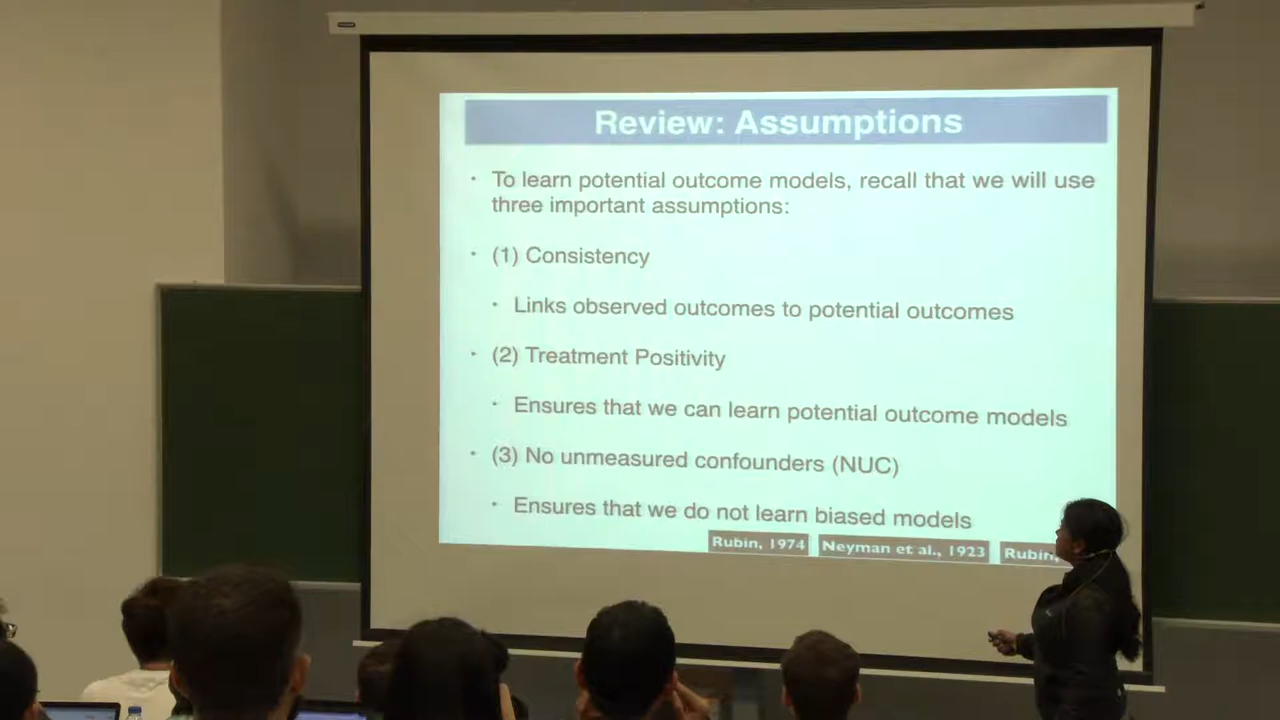 Review: Assumptions
• To learn potential outcome models, recall that we will use
three important assumptions:
• (1) Consistency
• Links observed outcomes to potential outcomes
• (2) Treatment Positivity
• Ensures that we can learn potential outcome models
• (3) No unmeasured confounders (NUC)
• Ensures that we do not learn biased models
Rubin, 1974 Neyman et al., 1923 Rubin,